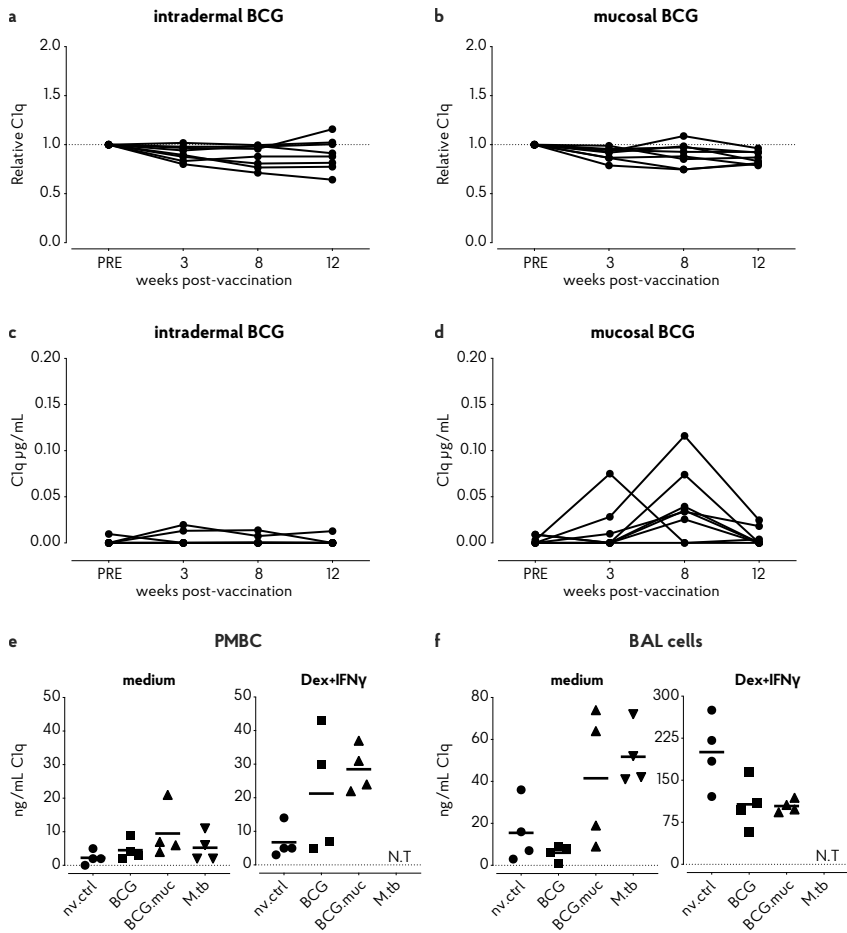 a intradermal BCG
2.0
1.5
1.0
0.5
0.0
Relative C1q
PRE 3 8 12
weeks post-vaccination
b mucosal BCG
2.0
1.5
1.0
0.5
0.0
Relative C1q
PRE 3 8 12
weeks post-vaccination
c intradermal BCG
0.20
0.15
0.10
0.05
0.00
C1q µg/mL
PRE 3 8 12
weeks post-vaccination
d mucosal BCG
0.20
0.15
0.10
0.05
0.00
C1q µg/mL
PRE 3 8 12
weeks post-vaccination
e PMBC
medium
50
40
30
20
10
0
ng/mL C1q
nv.ctrl BCG BCG.muc M.tb
Dex+IFNγ
50
40
30
20
10
0
N.T
nv.ctrl BCG BCG.muc M.tb
f BAL cells
medium
80
60
40
20
0
ng/mL C1q
nv.ctrl BCG BCG.muc M.tb
Dex+IFNγ
300
225
150
75
0
N.T
nv.ctrl BCG BCG.muc M.tb